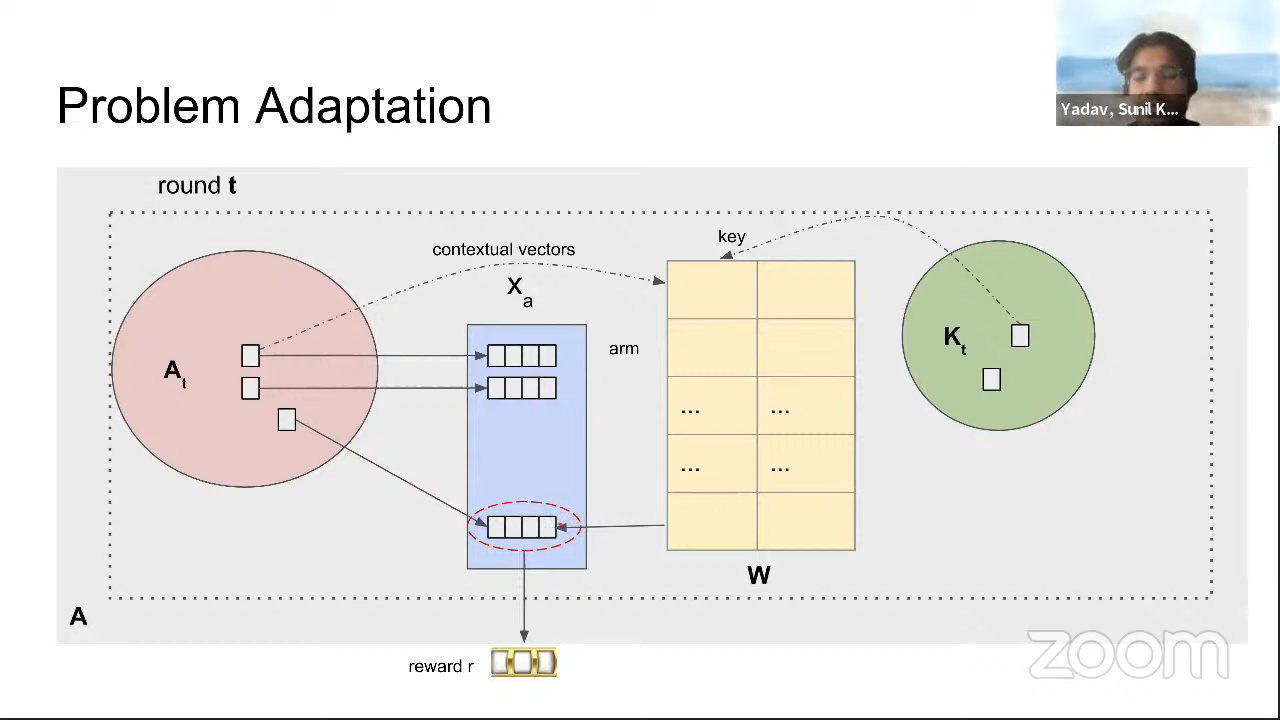 Yadav, Sunil K...
Problem Adaptation
round t
key
contextual vectors
Xa
arm
At
Kt
... ...
... ...
W
A
reward r
zoom